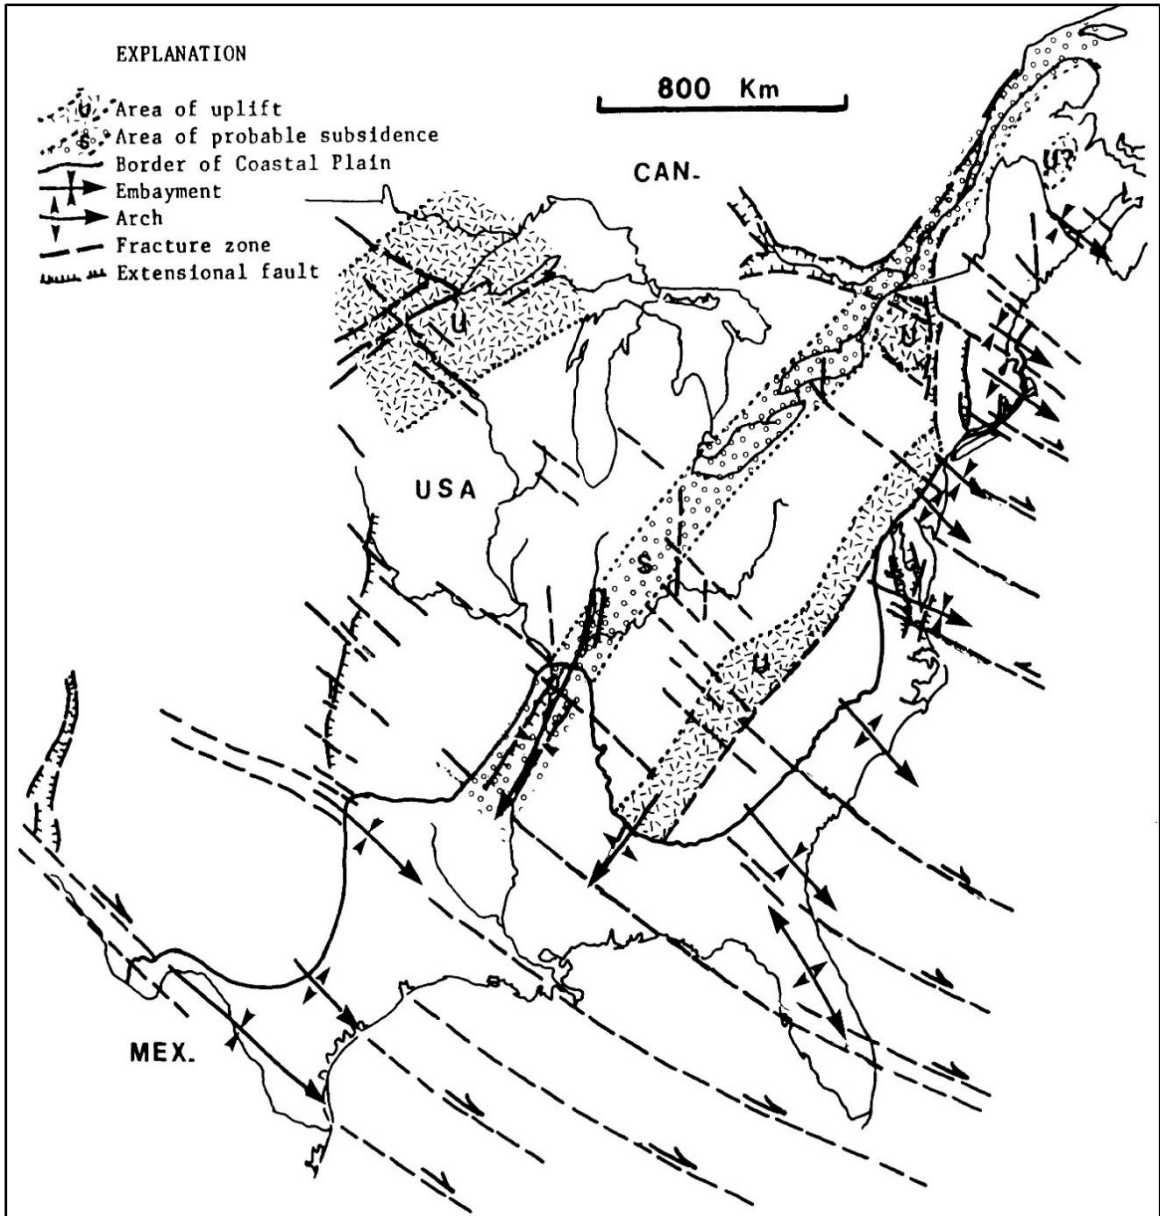 EXPLANATION
U Area of uplift
S Area of probable subsidence
Border of Coastal Plain
Embayment
Arch
Fracture zone
Extensional fault
800 Km
CAN.
U?
U
U
USA
S
U
MEX.